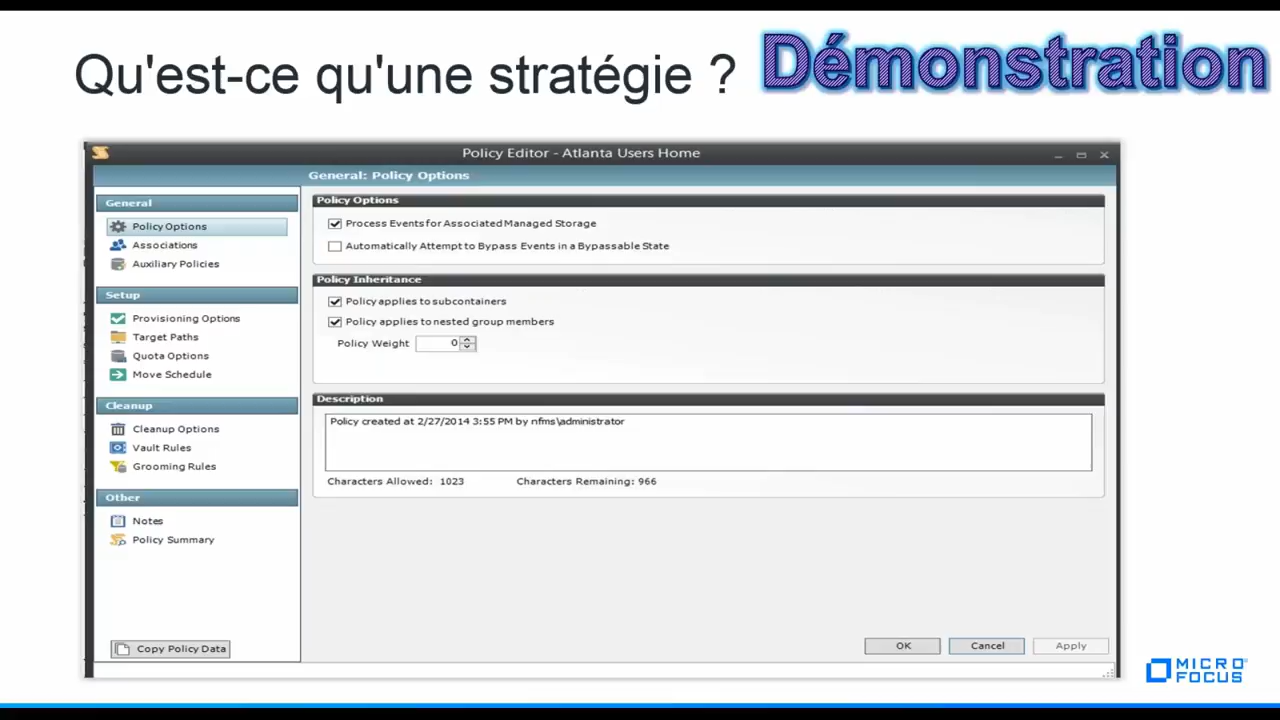 Qu'est-ce qu'une stratégie ?
Démonstration
Policy Editor - Atlanta Users Home
General: Policy Options
General
Policy Options
Associations
Auxiliary Policies
Setup
Provisioning Options
Target Paths
Quota Options
Move Schedule
Cleanup
Cleanup Options
Vault Rules
Grooming Rules
Other
Notes
Policy Summary
Copy Policy Data
Policy Options
Process Events for Associated Managed Storage
Automatically Attempt to Bypass Events in a Bypassable State
Policy Inheritance
Policy applies to subcontainers
Policy applies to nested group members
Policy Weight 0
Description
Policy created at 2/27/2014 3:55 PM by nfms\administrator
Characters Allowed: 1023 Characters Remaining: 966
OK Cancel Apply
MICRO
FOCUS